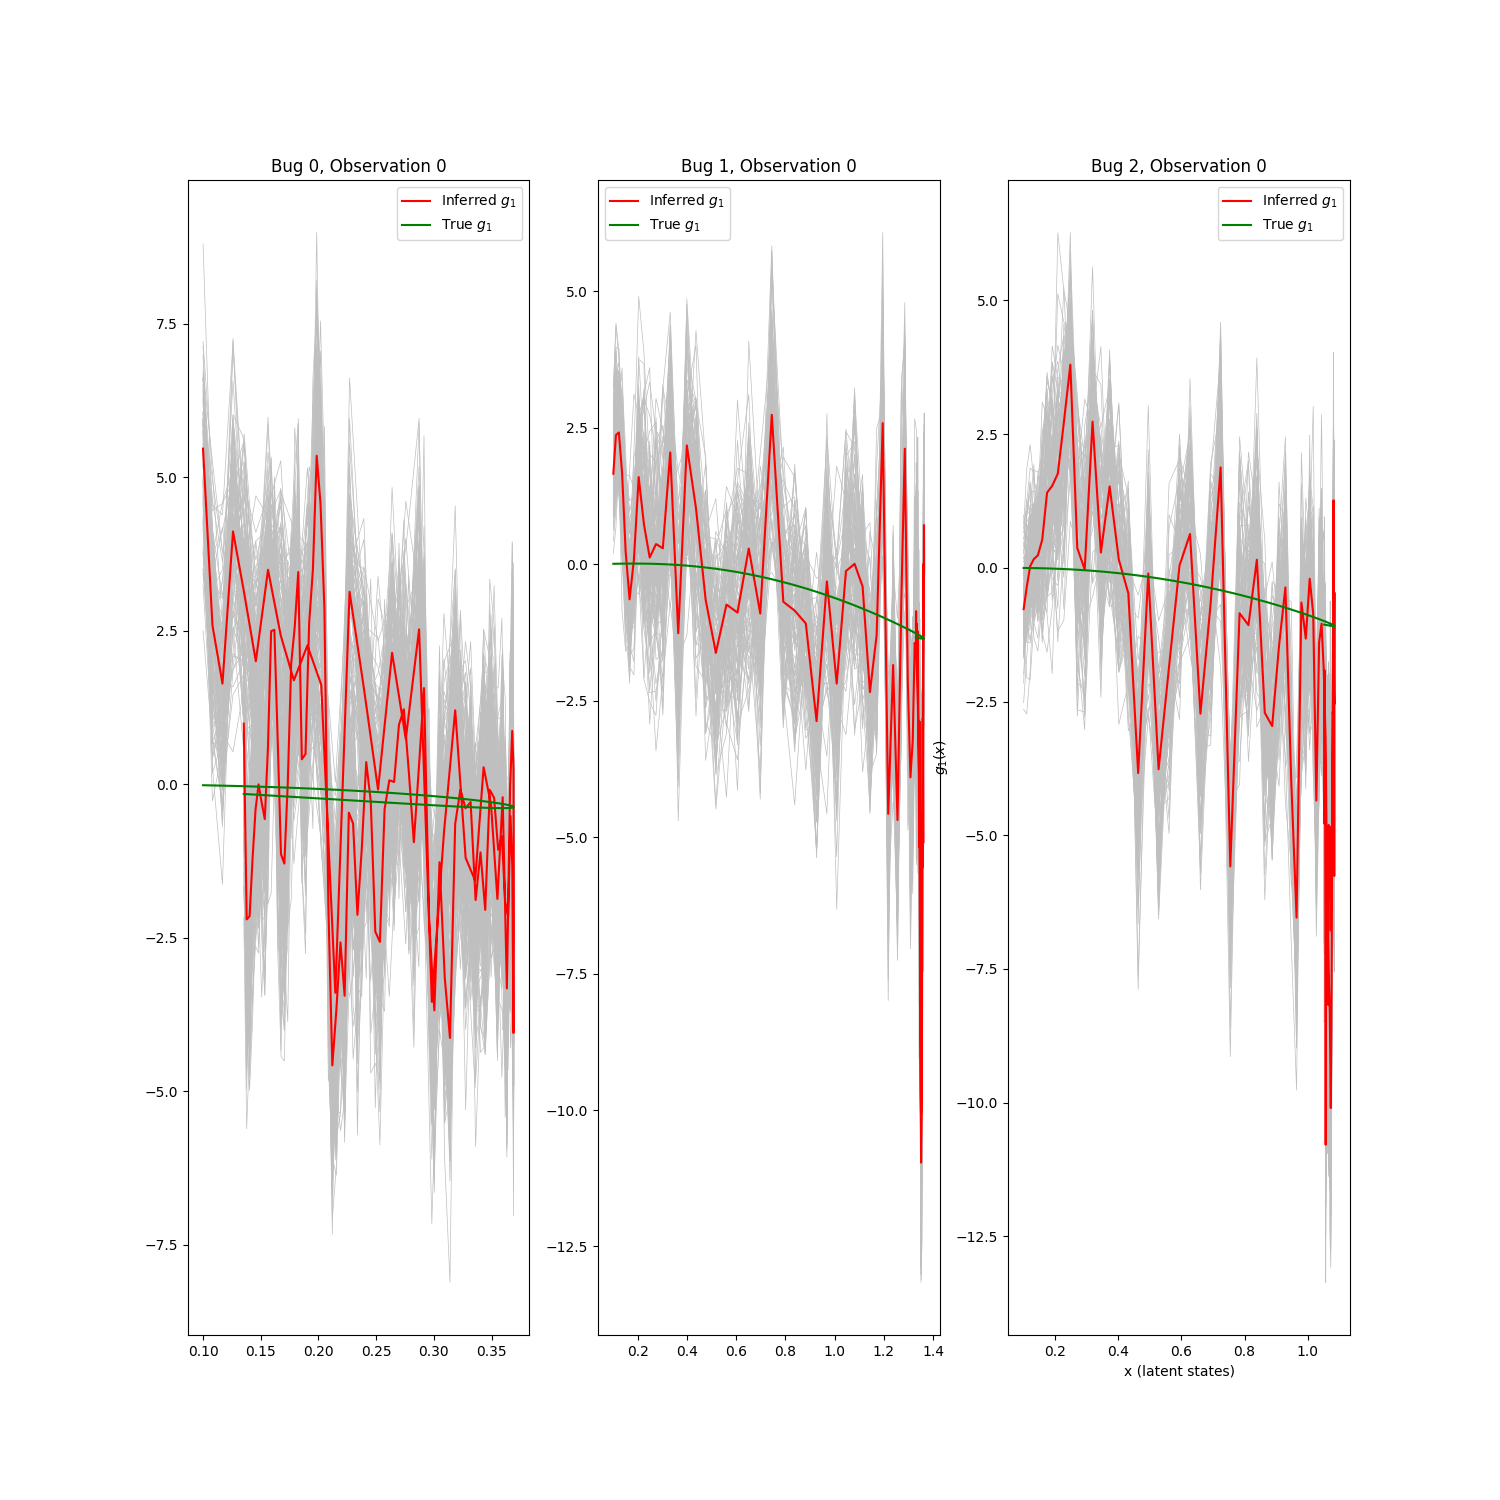 Bug 0, Observation 0
Inferred g₁
True g₁
7.5
5.0
2.5
0.0
−2.5
−5.0
−7.5
0.10 0.15 0.20 0.25 0.30 0.35
Bug 1, Observation 0
Inferred g₁
True g₁
5.0
2.5
0.0
−2.5
−5.0
−7.5
−10.0
−12.5
0.2 0.4 0.6 0.8 1.0 1.2 1.4
Bug 2, Observation 0
Inferred g₁
True g₁
g₁(x)
5.0
2.5
0.0
−2.5
−5.0
−7.5
−10.0
−12.5
0.2 0.4 0.6 0.8 1.0
x (latent states)